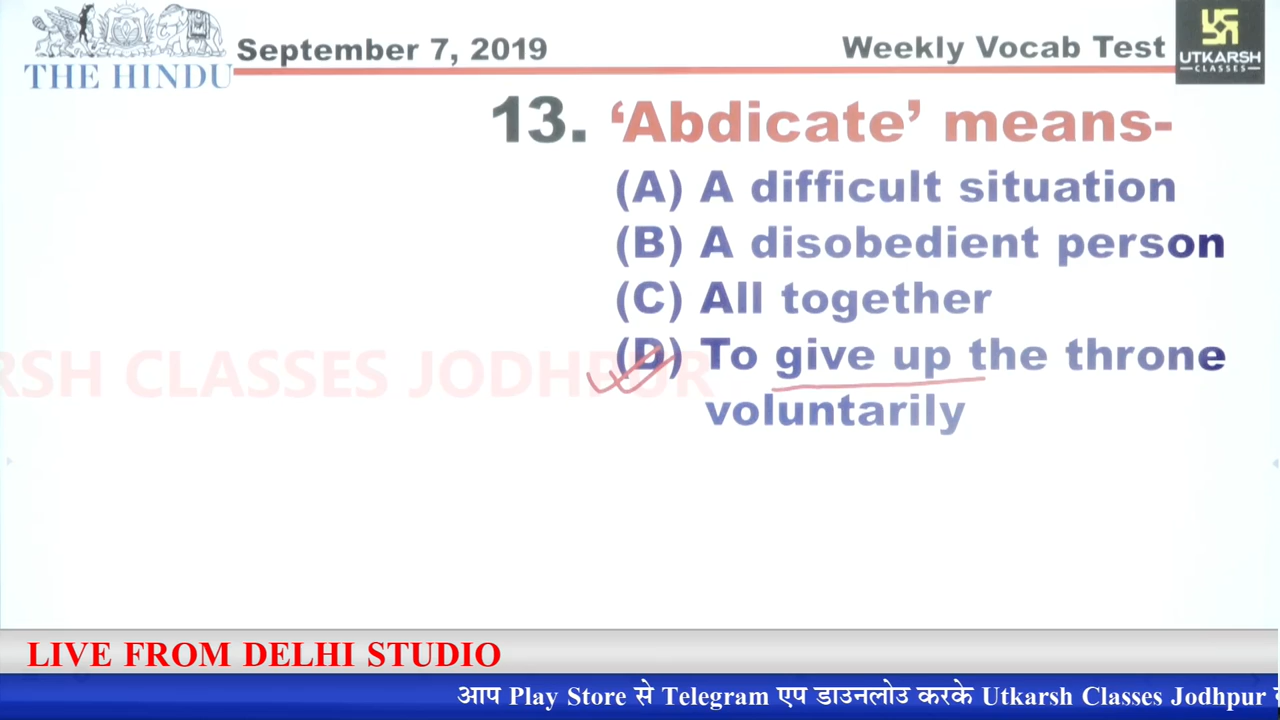 THE HINDU
September 7, 2019
Weekly Vocab Test
UTKARSH
CLASSES
13. ‘Abdicate’ means-
(A) A difficult situation
(B) A disobedient person
(C) All together
(D) To give up the throne
voluntarily
ARSH CLASSES JODHPUR
LIVE FROM DELHI STUDIO
आप Play Store से Telegram एप डाउनलोउ करके Utkarsh Classes Jodhpur